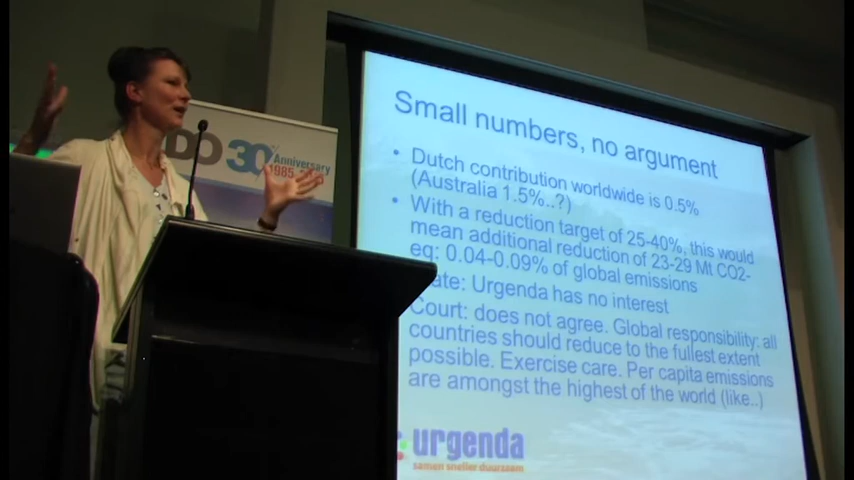 DO 30
Anniversary
1985
Small numbers, no argument
• Dutch contribution worldwide is 0.5%
(Australia 1.5%..?)
• With a reduction target of 25-40%, this would
mean additional reduction of 23-29 Mt CO2-
eq: 0.04-0.09% of global emissions
ate: Urgenda has no interest
Court: does not agree. Global responsibility: all
countries should reduce to the fullest extent
possible. Exercise care. Per capita emissions
are amongst the highest of the world (like..)
urgenda
samen sneller duurzaam